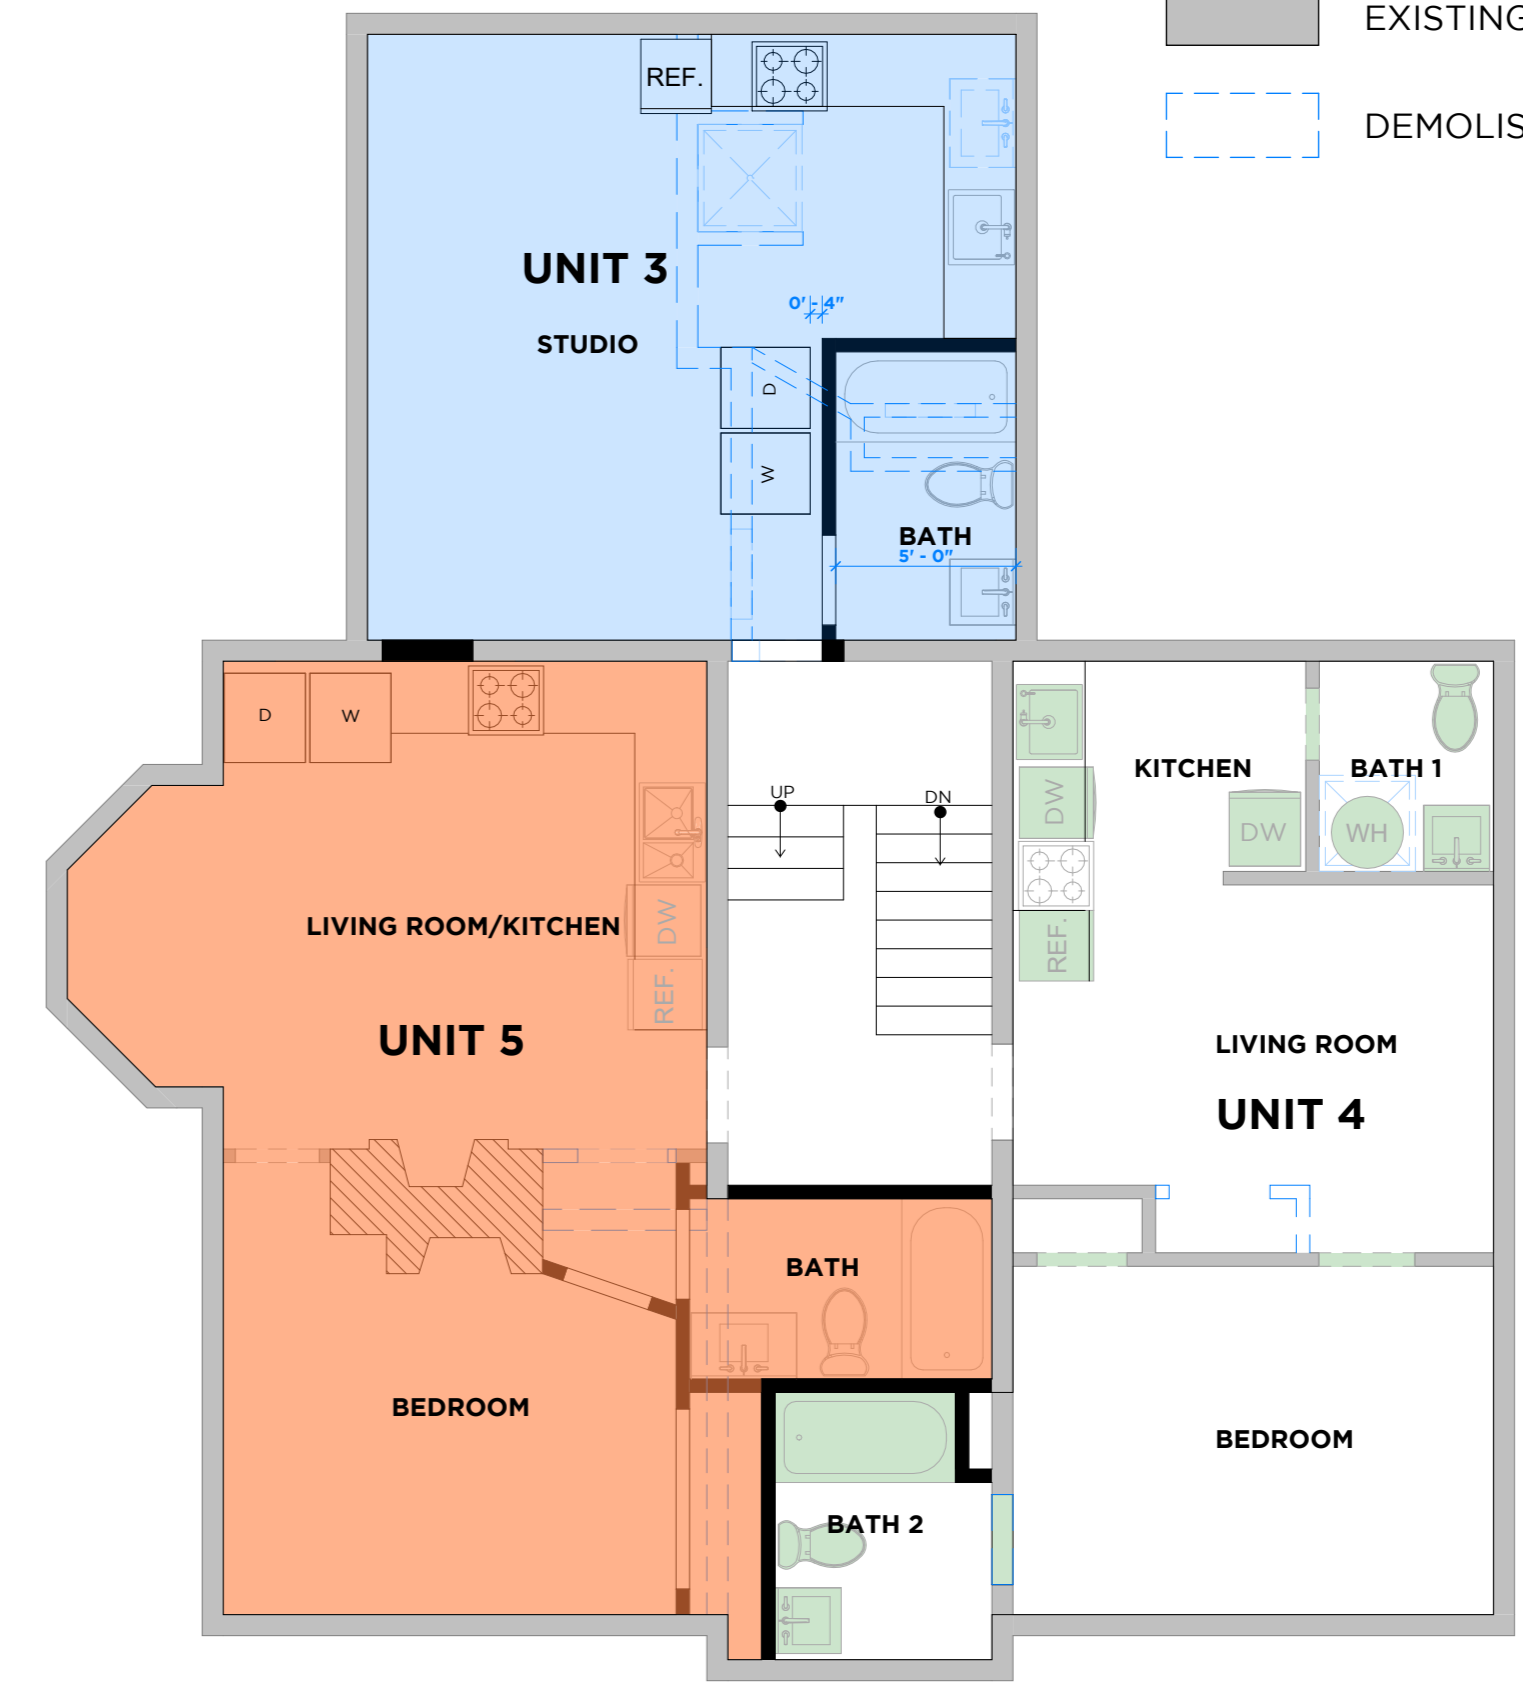 EXISTING
DEMOLIS
REF.
UNIT 3
0' - 4"
STUDIO
D
W
BATH
5' - 0"
D
W
UP
DN
KITCHEN
BATH 1
DW
DW
WH
LIVING ROOM/KITCHEN
DW
REF.
REF.
UNIT 5
LIVING ROOM
UNIT 4
BATH
BEDROOM
BEDROOM
BATH 2